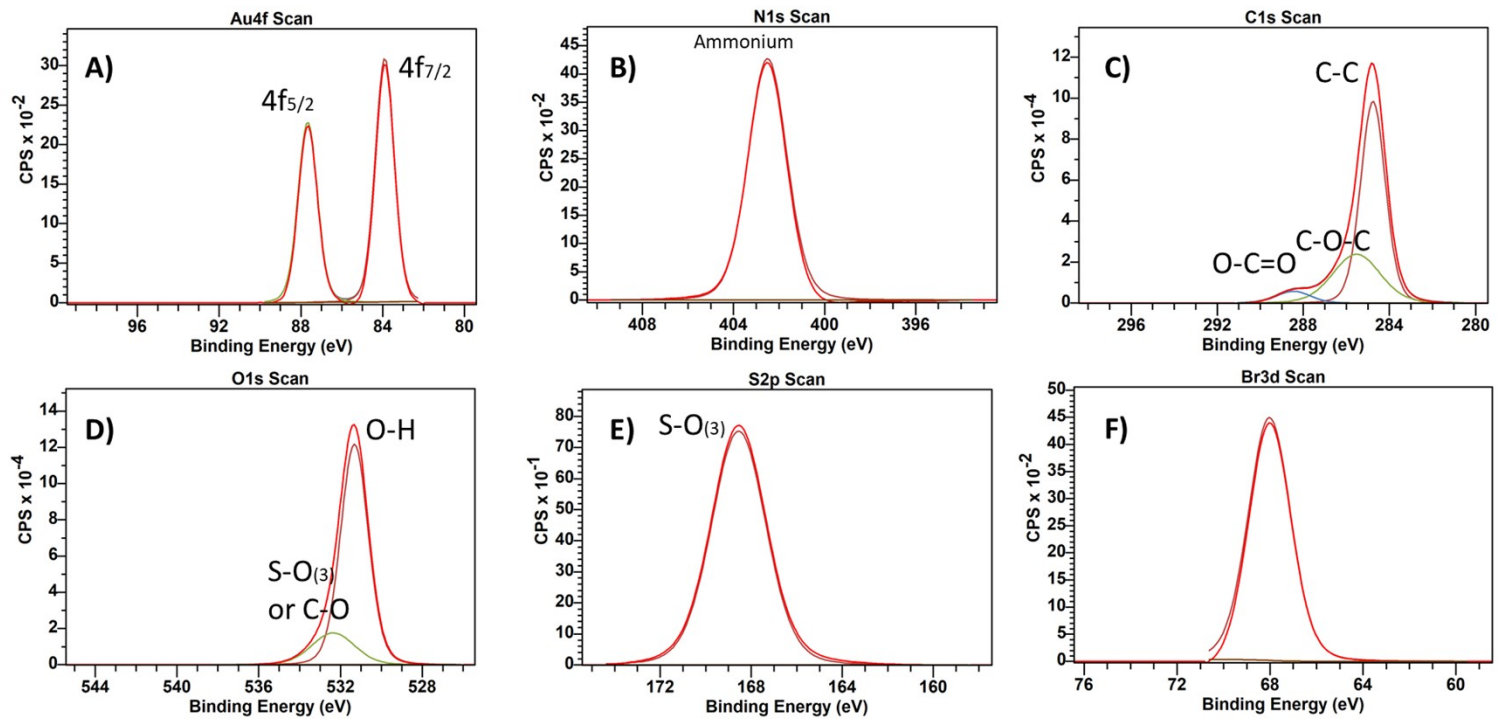 Au4f Scan
A)
4f7/2
4f5/2
CPS x 10-2
30
25
20
15
10
5
0
96
92
88
84
80
Binding Energy (eV)
N1s Scan
B)
Ammonium
CPS x 10-2
45
40
35
30
25
20
15
10
5
0
408
404
400
396
Binding Energy (eV)
C1s Scan
C)
C-C
C-O-C
O-C=O
CPS x 10-4
12
10
8
6
4
2
0
296
292
288
284
280
Binding Energy (eV)
O1s Scan
D)
O-H
S-O(3)
or C-O
CPS x 10-4
14
12
10
8
6
4
2
0
544
540
536
532
528
Binding Energy (eV)
S2p Scan
E)
S-O(3)
CPS x 10-1
80
70
60
50
40
30
20
10
0
172
168
164
160
Binding Energy (eV)
Br3d Scan
F)
CPS x 10-2
50
45
40
35
30
25
20
15
10
5
0
76
72
68
64
60
Binding Energy (eV)